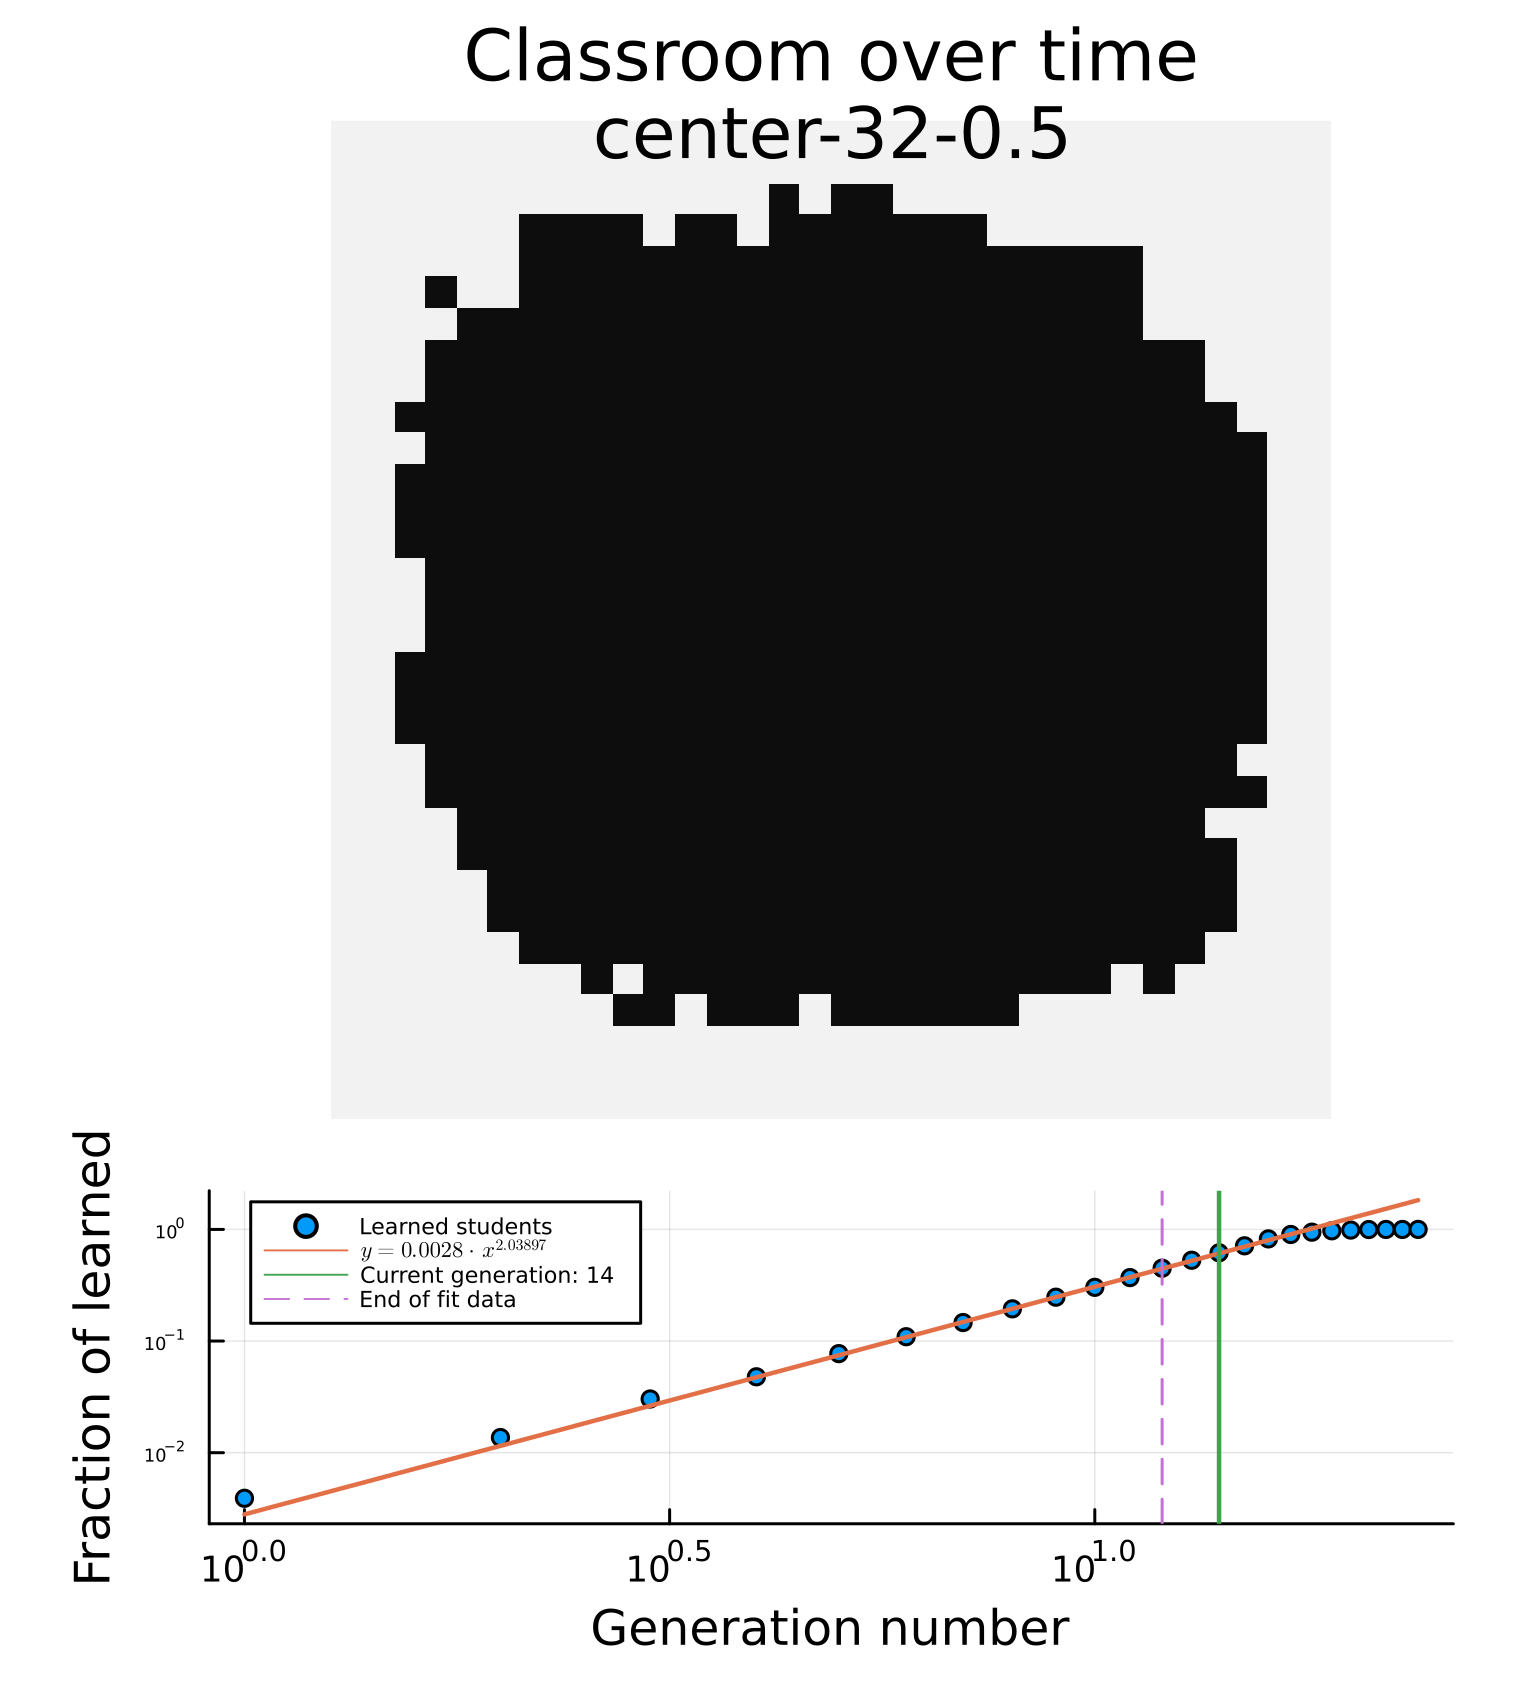 Classroom over time
center-32-0.5
Fraction of learned
10⁰
10⁻¹
10⁻²
Learned students
y = 0.0028 · x^2.03897
Current generation: 14
End of fit data
10^0.0
10^0.5
10^1.0
Generation number